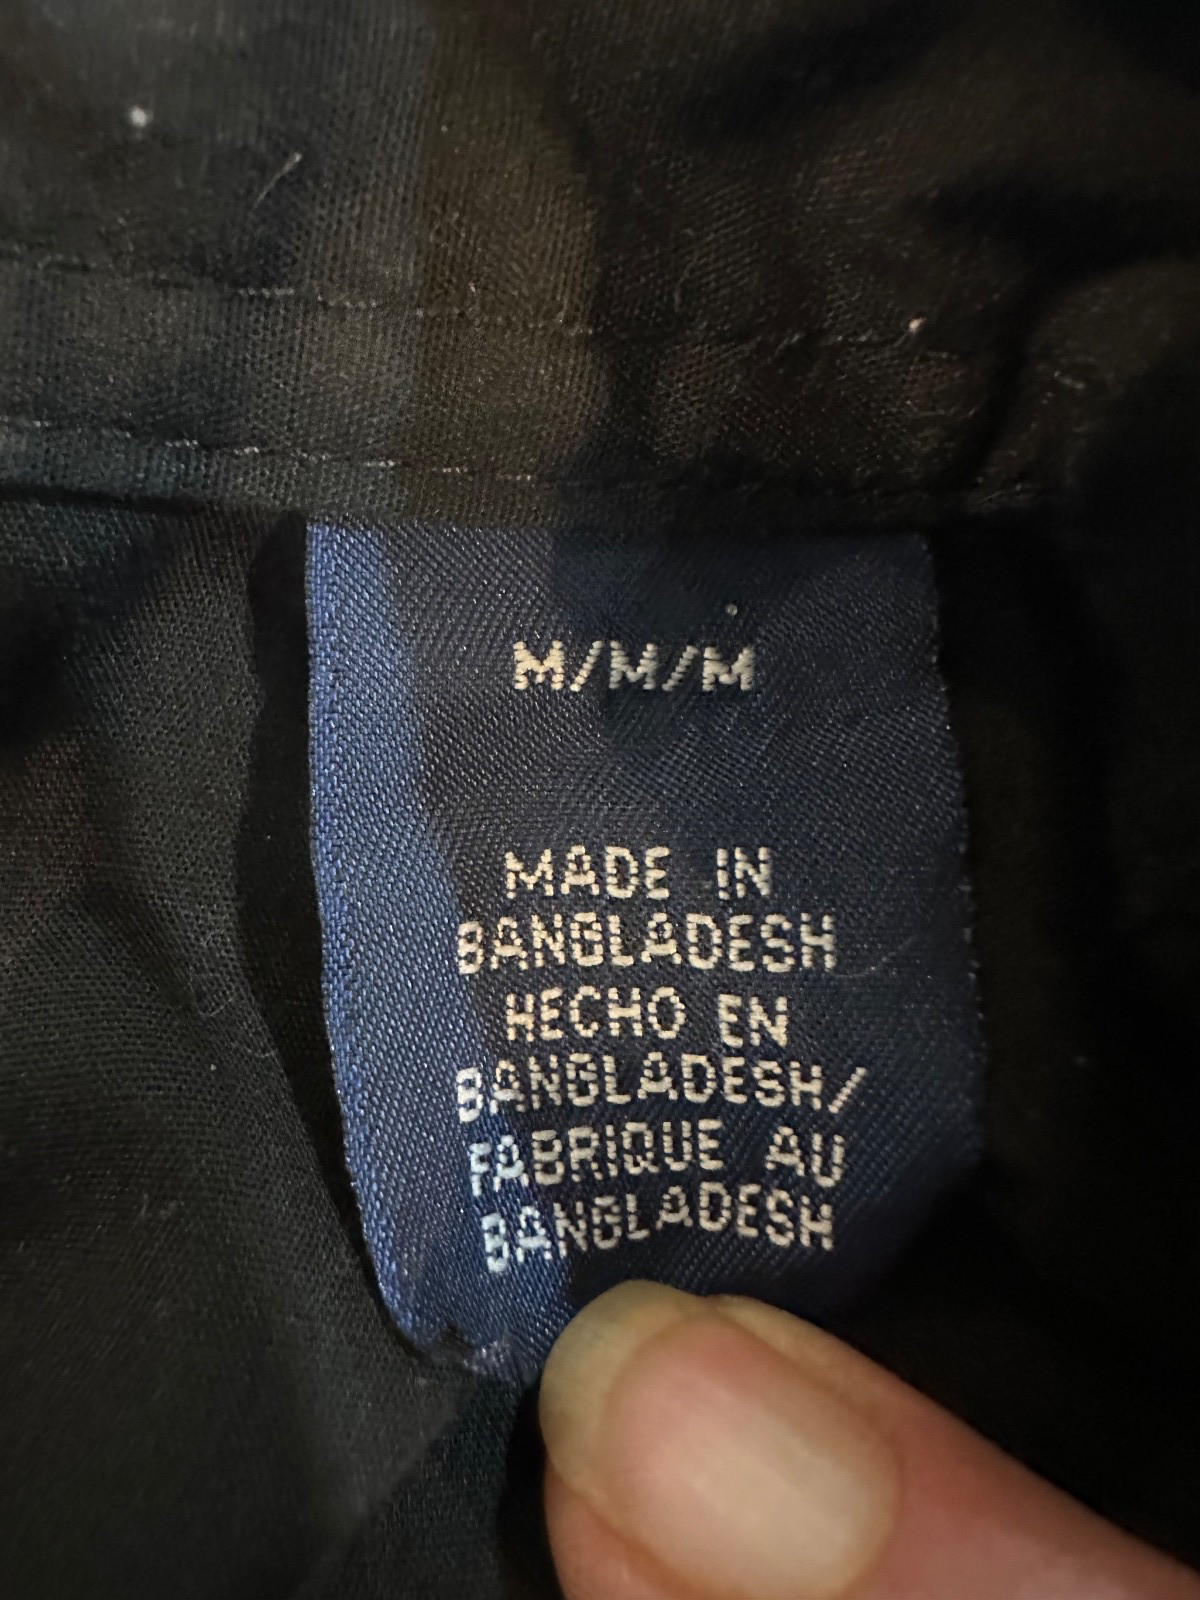 M/M/M
MADE IN
BANGLADESH
HECHO EN
BANGLADESH/
FABRIQUE AU
BANGLADESH